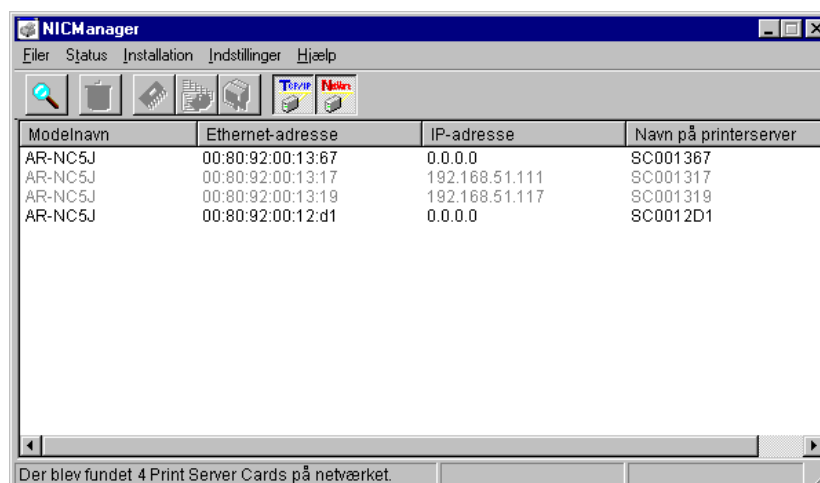 NICManager
Filer Status Installation Indstillinger Hjælp
TCP/IP NetWare
Modelnavn Ethernet-adresse IP-adresse Navn på printerserver
AR-NC5J 00:80:92:00:13:67 0.0.0.0 SC001367
AR-NC5J 00:80:92:00:13:17 192.168.51.111 SC001317
AR-NC5J 00:80:92:00:13:19 192.168.51.117 SC001319
AR-NC5J 00:80:92:00:12:d1 0.0.0.0 SC0012D1
Der blev fundet 4 Print Server Cards på netværket.